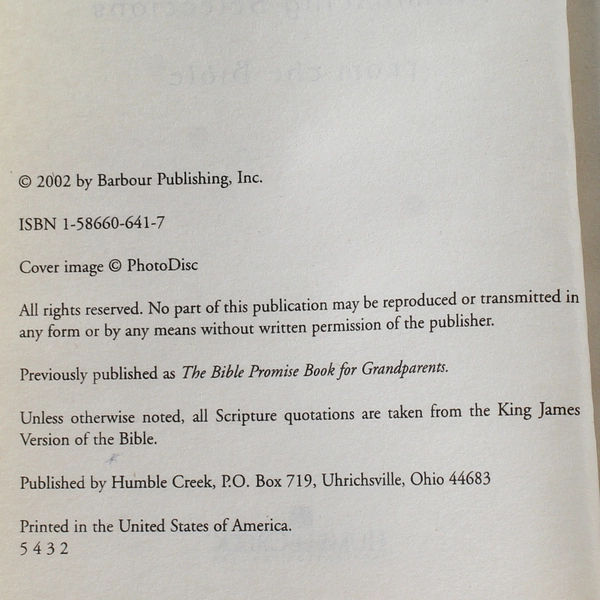 © 2002 by Barbour Publishing, Inc.
ISBN 1-58660-641-7
Cover image © PhotoDisc
All rights reserved. No part of this publication may be reproduced or transmitted in
any form or by any means without written permission of the publisher.
Previously published as The Bible Promise Book for Grandparents.
Unless otherwise noted, all Scripture quotations are taken from the King James
Version of the Bible.
Published by Humble Creek, P.O. Box 719, Uhrichsville, Ohio 44683
Printed in the United States of America.
5 4 3 2